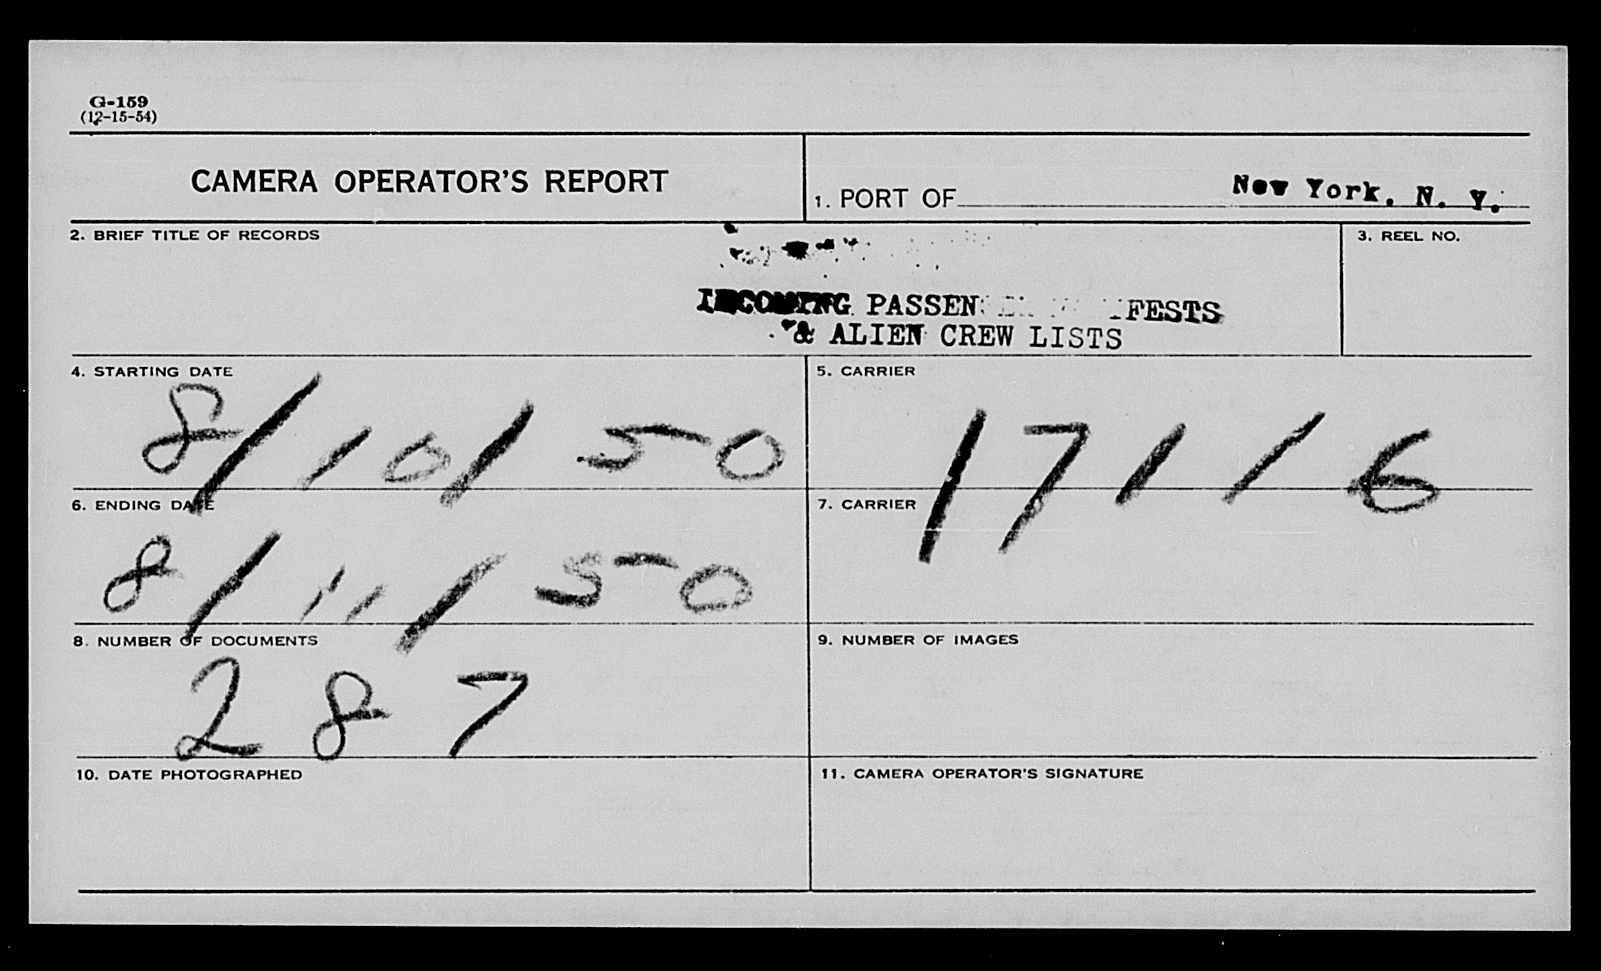 G-159
(12-15-54)
CAMERA OPERATOR'S REPORT
1. PORT OF New York, N. Y.
2. BRIEF TITLE OF RECORDS
3. REEL NO.
INCOMING PASSEN FESTS
& ALIEN CREW LISTS
4. STARTING DATE
8/10/50
5. CARRIER
17116
6. ENDING DATE
8/11/50
7. CARRIER
8. NUMBER OF DOCUMENTS
287
9. NUMBER OF IMAGES
10. DATE PHOTOGRAPHED
11. CAMERA OPERATOR'S SIGNATURE